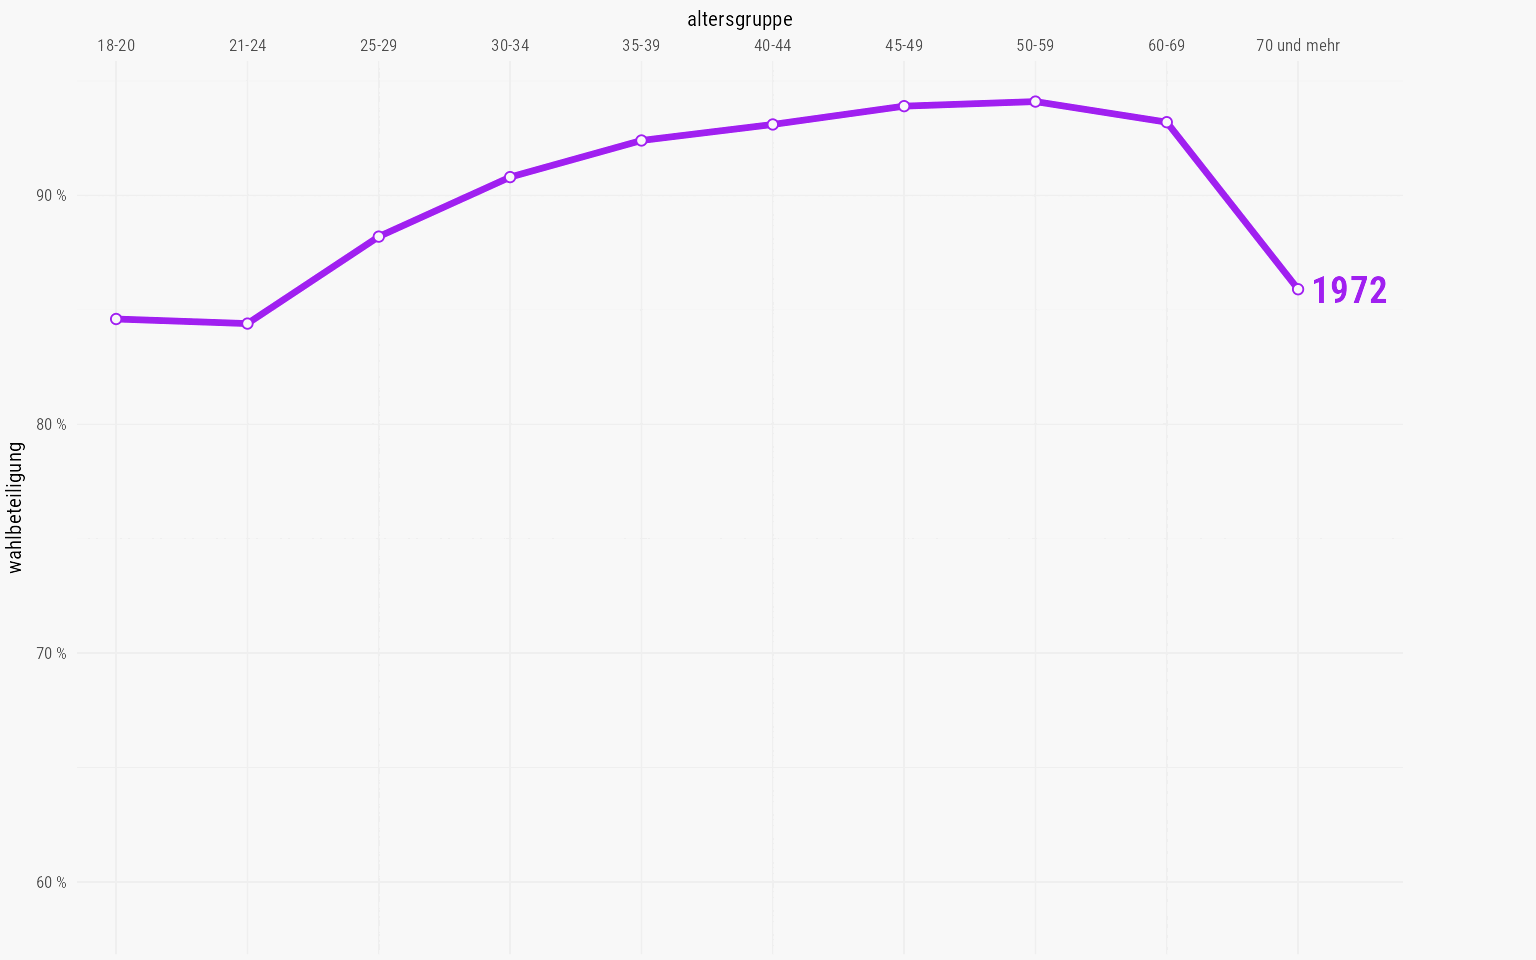 altersgruppe
18-20 21-24 25-29 30-34 35-39 40-44 45-49 50-59 60-69 70 und mehr
90 %
1972
80 %
wahlbeteiligung
70 %
60 %